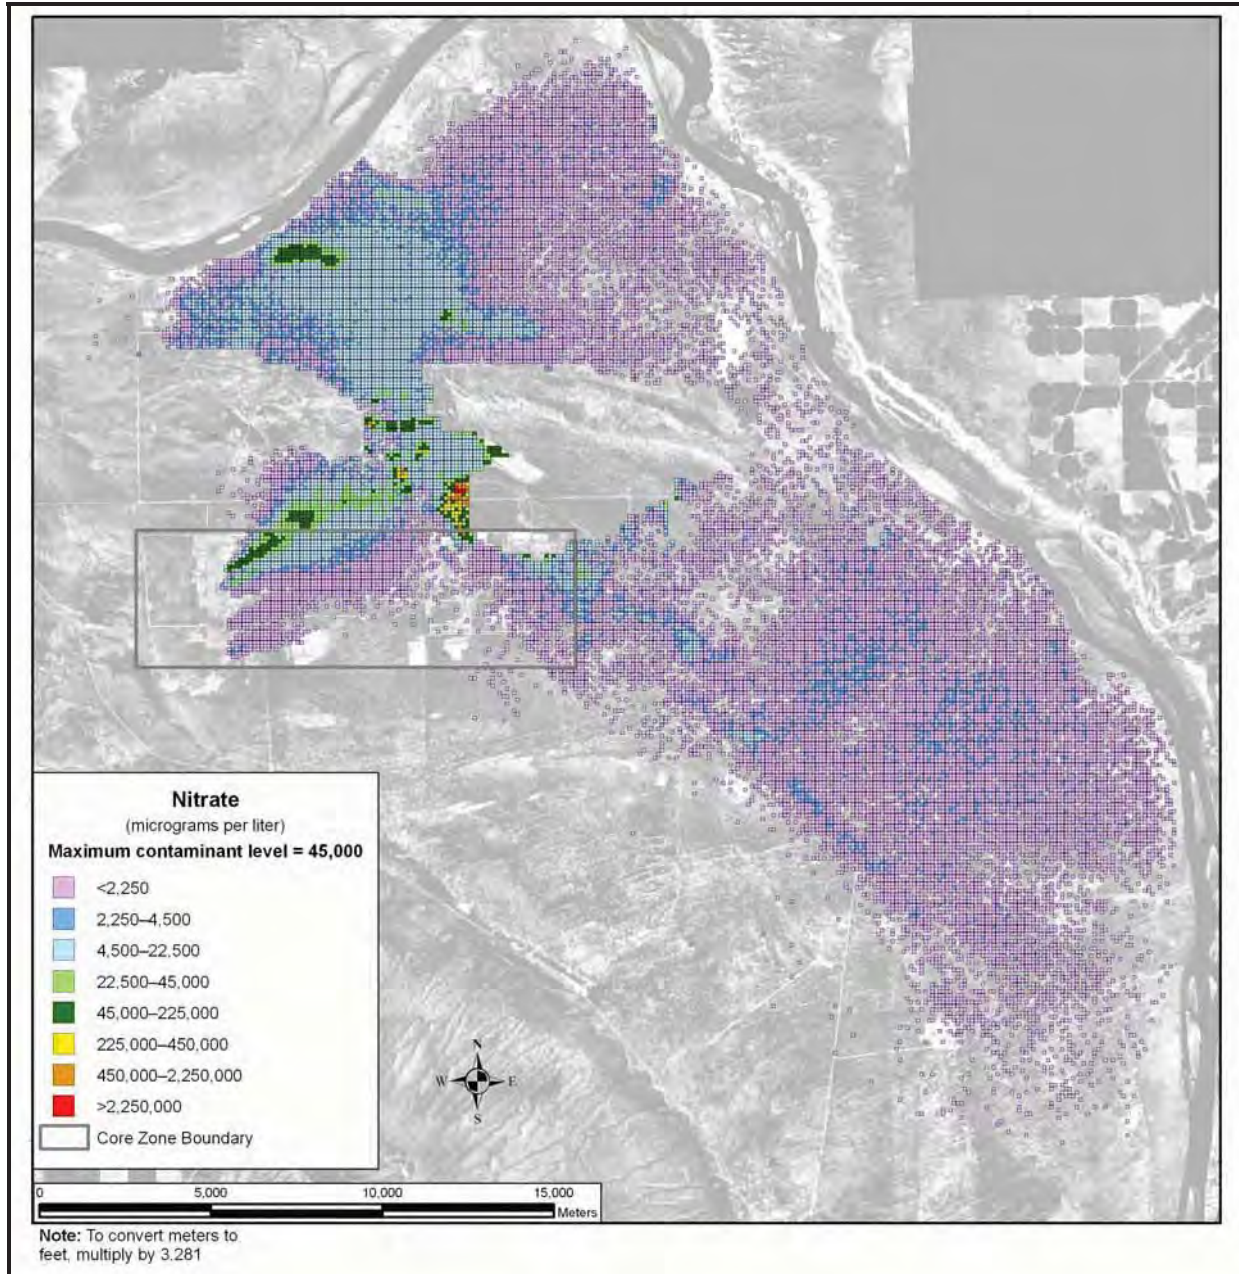 Nitrate
(micrograms per liter)
Maximum contaminant level = 45,000
<2,250
2,250–4,500
4,500–22,500
22,500–45,000
45,000–225,000
225,000–450,000
450,000–2,250,000
>2,250,000
Core Zone Boundary
N
W E
S
0 5,000 10,000 15,000
Meters
Note: To convert meters to
feet, multiply by 3.281